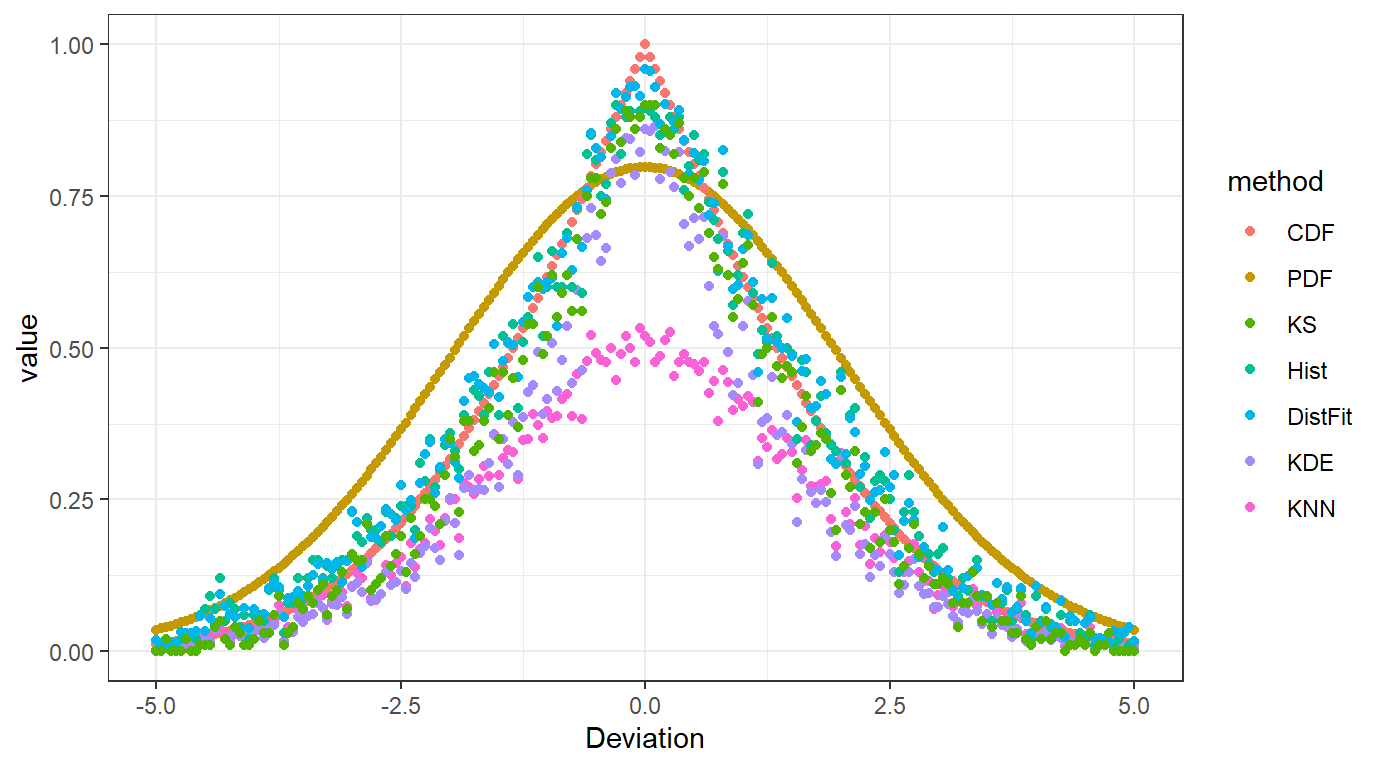 1.00
0.75
0.50
0.25
0.00
value
-5.0
-2.5
0.0
2.5
5.0
Deviation
method
CDF
PDF
KS
Hist
DistFit
KDE
KNN